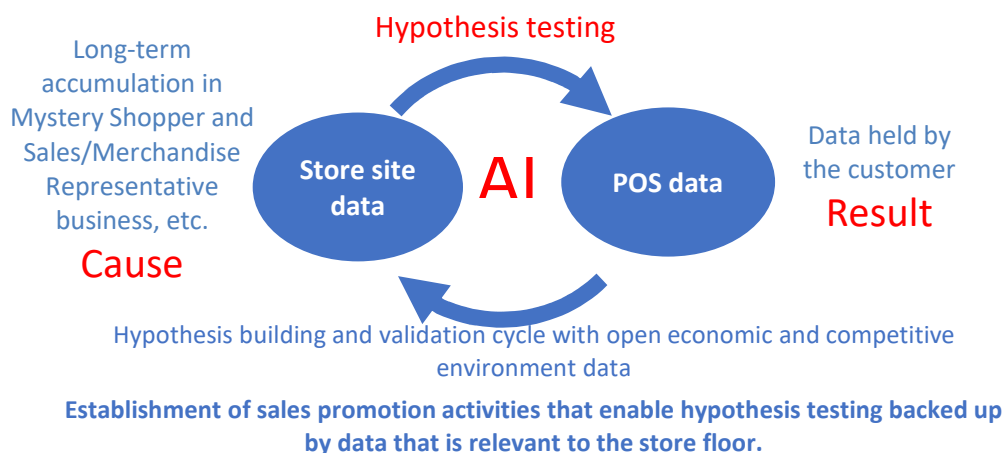 Hypothesis testing
Long-term
accumulation in
Mystery Shopper and
Sales/Merchandise
Representative
business, etc.
Cause
Store site
data
AI
POS data
Data held by
the customer
Result
Hypothesis building and validation cycle with open economic and competitive
environment data
Establishment of sales promotion activities that enable hypothesis testing backed up
by data that is relevant to the store floor.